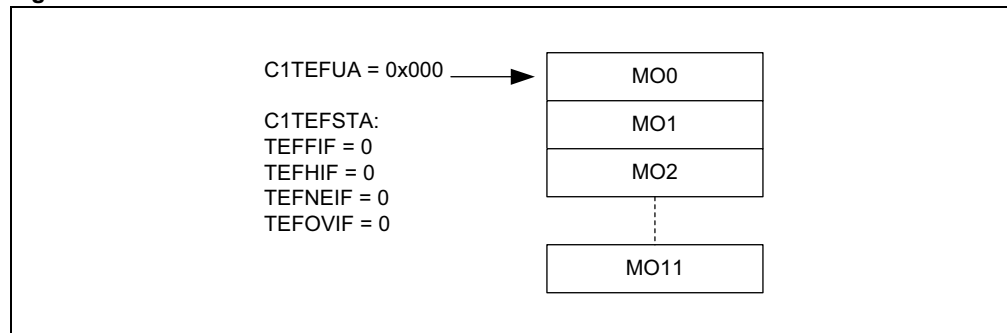 C1TEFUA = 0x000
C1TEFSTA:
TEFFIF = 0
TEFHIF = 0
TEFNEIF = 0
TEFOVIF = 0
MO0
MO1
MO2
MO11